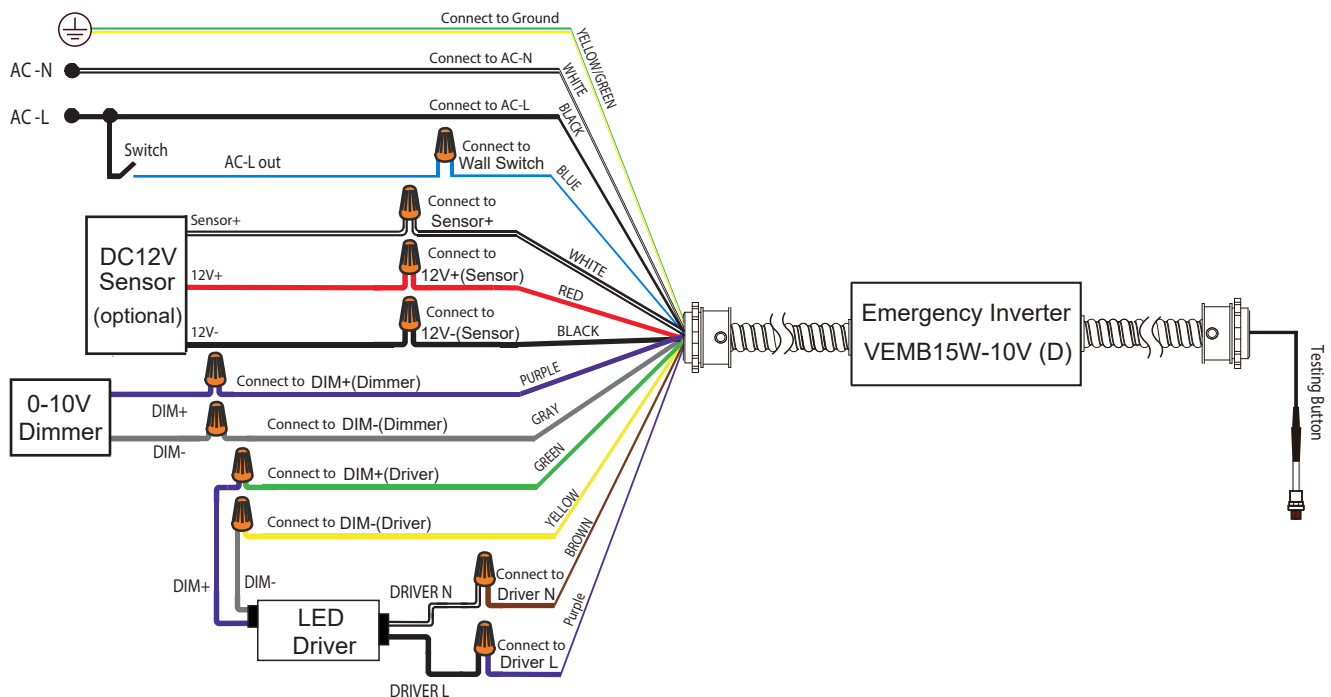 Connect to Ground
YELLOW/GREEN
AC -N
Connect to AC-N
WHITE
AC -L
Connect to AC-L
BLACK
Switch
AC-L out
Connect to
Wall Switch
BLUE
Sensor+
Connect to
Sensor+
WHITE
DC12V
Sensor
(optional)
12V+
Connect to
12V+(Sensor)
RED
12V-
Connect to
12V-(Sensor)
BLACK
Emergency Inverter
VEMB15W-10V (D)
Testing Button
0-10V
Dimmer
DIM+
Connect to DIM+(Dimmer)
PURPLE
DIM-
Connect to DIM-(Dimmer)
GRAY
Connect to DIM+(Driver)
GREEN
Connect to DIM-(Driver)
YELLOW
DIM+
DIM-
LED
Driver
DRIVER N
Connect to
Driver N
BROWN
DRIVER L
Connect to
Driver L
Purple